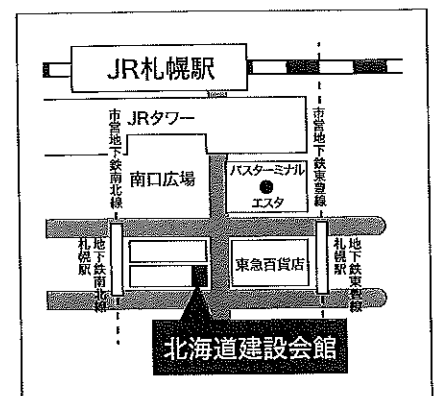 JR札幌駅
JRタワー
市営地下鉄南北線
市営地下鉄東豊線
南口広場
バスターミナル
エスタ
地下鉄南北線
札幌駅
東急百貨店
地下鉄東豊線
札幌駅
北海道建設会館